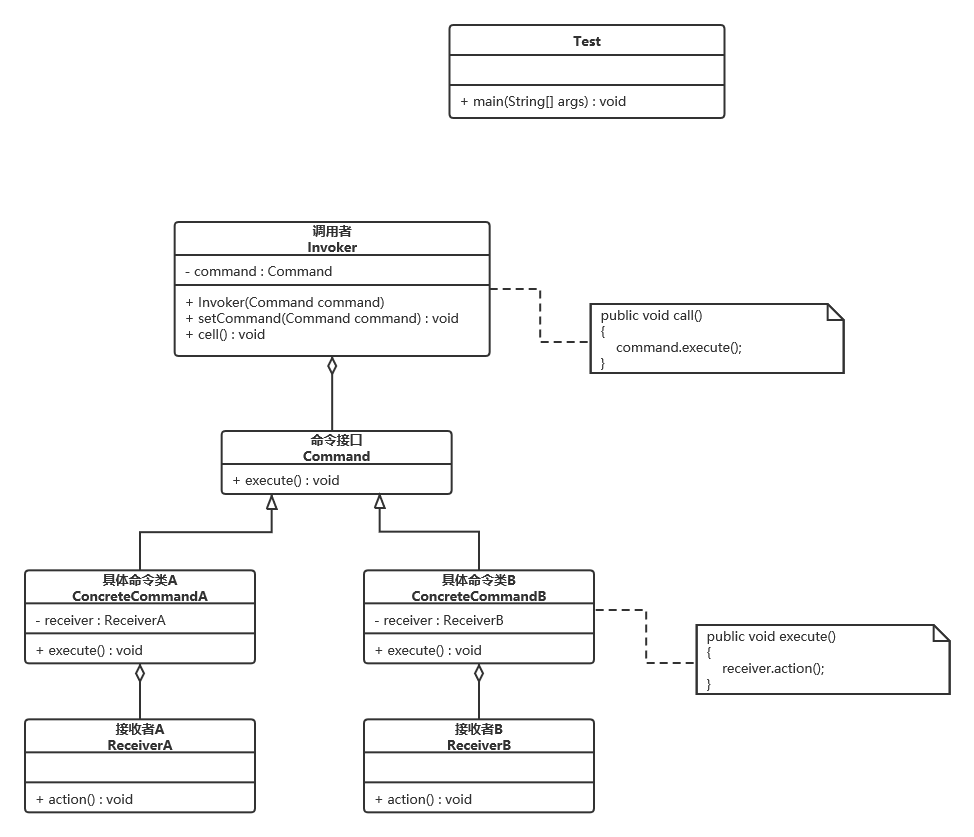 Test
+ main(String[] args) : void
调用者
Invoker
- command : Command
+ Invoker(Command command)
+ setCommand(Command command) : void
+ cell() : void
public void call()
{
command.execute();
}
命令接口
Command
+ execute() : void
具体命令类A
ConcreteCommandA
- receiver : ReceiverA
+ execute() : void
具体命令类B
ConcreteCommandB
- receiver : ReceiverB
+ execute() : void
public void execute()
{
receiver.action();
}
接收者A
ReceiverA
+ action() : void
接收者B
ReceiverB
+ action() : void